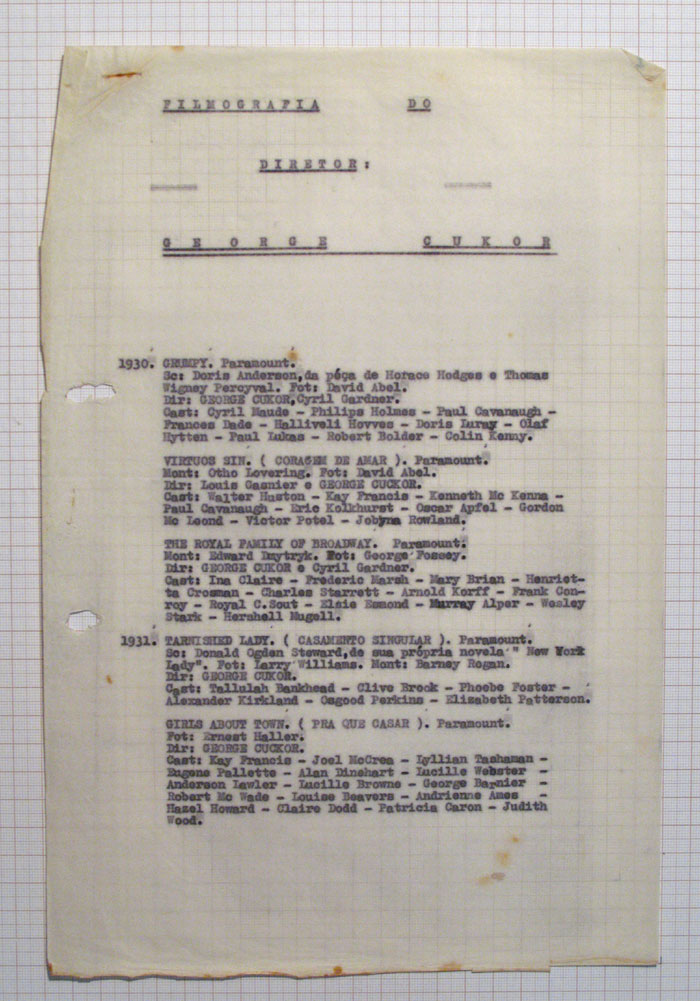 FILMOGRAFIA DO
DIRETOR:
GEORGE CUKOR
1930. GRUMPY. Paramount.
Sc: Doris Anderson,da péça de Horace Hodges e Thomas
Wigney Percyval. Fot: David Abel.
Dir: GEORGE CUKOR,Cyril Gardner.
Cast: Cyril Maude - Philips Holmes - Paul Cavanaugh -
Frances Dade - Halliveli Hovves - Doris Luray - Olaf
Hytten - Paul Lukas - Robert Bolder - Colin Kenny.
VIRTUOS SIN. ( CORAGEM DE AMAR ). Paramount.
Mont: Otho Lovering. Fot: David Abel.
Dir: Louis Gasnier e GEORGE CUCKOR.
Cast: Walter Huston - Kay Francis - Kenneth Mc Kenna -
Paul Cavanaugh - Eric Kolkhurst - Oscar Apfel - Gordon
Mc Leond - Victor Potel - Jobyna Rowland.
THE ROYAL FAMILY OF BROADWAY. Paramount.
Mont: Edward Dmytryk. Fot: George Fossey.
Dir: GEORGE CUKOR e Cyril Gardner.
Cast: Ina Claire - Frederic Marsh - Mary Brian - Henriet-
ta Crosman - Charles Starrett - Arnold Korff - Frank Con-
roy - Royal C.Sout - Elsie Esmond - Murray Alper - Wesley
Stark - Hershell Mugell.
1931. TARNISHED LADY. ( CASAMENTO SINGULAR ). Paramount.
Sc: Donald Ogden Steward,de sua própria novela " New York
Lady". Fot: Larry Williams. Mont: Barney Rogan.
Dir: GEORGE CUKOR.
Cast: Tallulah Bankhead - Clive Brook - Phoebe Foster -
Alexander Kirkland - Osgood Perkins - Elizabeth Patterson.
GIRLS ABOUT TOWN. ( PRA QUE CASAR ). Paramount.
Fot: Ernest Haller.
Dir: GEORGE CUCKOR.
Cast: Kay Francis - Joel McCrea - Lyllian Tashaman -
Eugene Pallette - Alan Dinehart - Lucille Webster -
Anderson Lawler - Lucille Browne - George Barnier -
Robert Mc Wade - Louise Beavers - Andrienne Ames -
Hazel Howard - Claire Dodd - Patricia Caron - Judith
Wood.